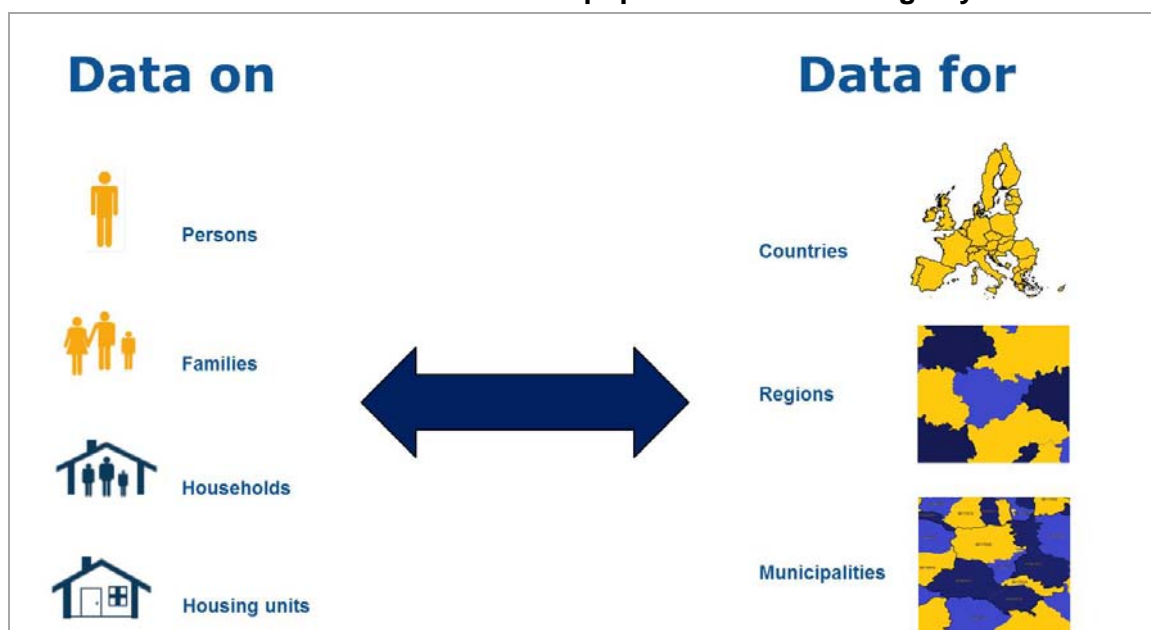 Data on
Persons
Families
Households
Housing units
Data for
Countries
Regions
Municipalities